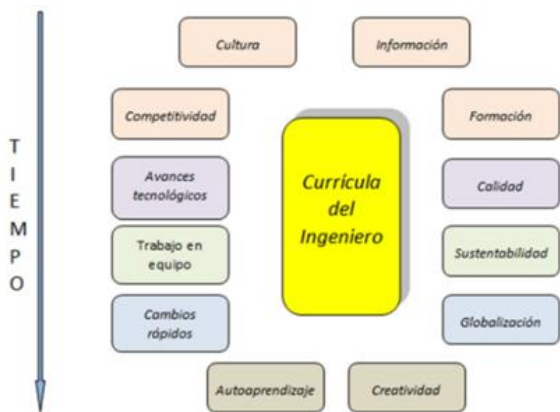 TIEMPO
Cultura
Información
Competitividad
Formación
Avances
tecnológicos
Currícula
del
Ingeniero
Calidad
Trabajo en
equipo
Sustentabilidad
Cambios
rápidos
Globalización
Autoaprendizaje
Creatividad